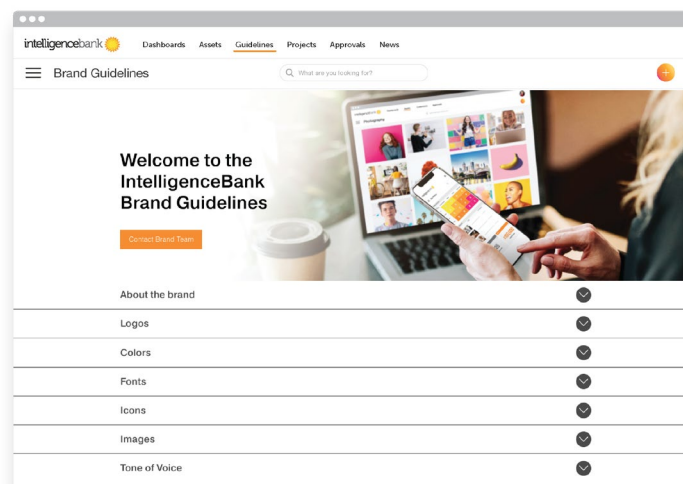 intelligencebank
Dashboards Assets Guidelines Projects Approvals News
Brand Guidelines
What are you looking for?
Photography
Welcome to the
IntelligenceBank
Brand Guidelines
Contact Brand Team
About the brand
Logos
Colors
Fonts
Icons
Images
Tone of Voice